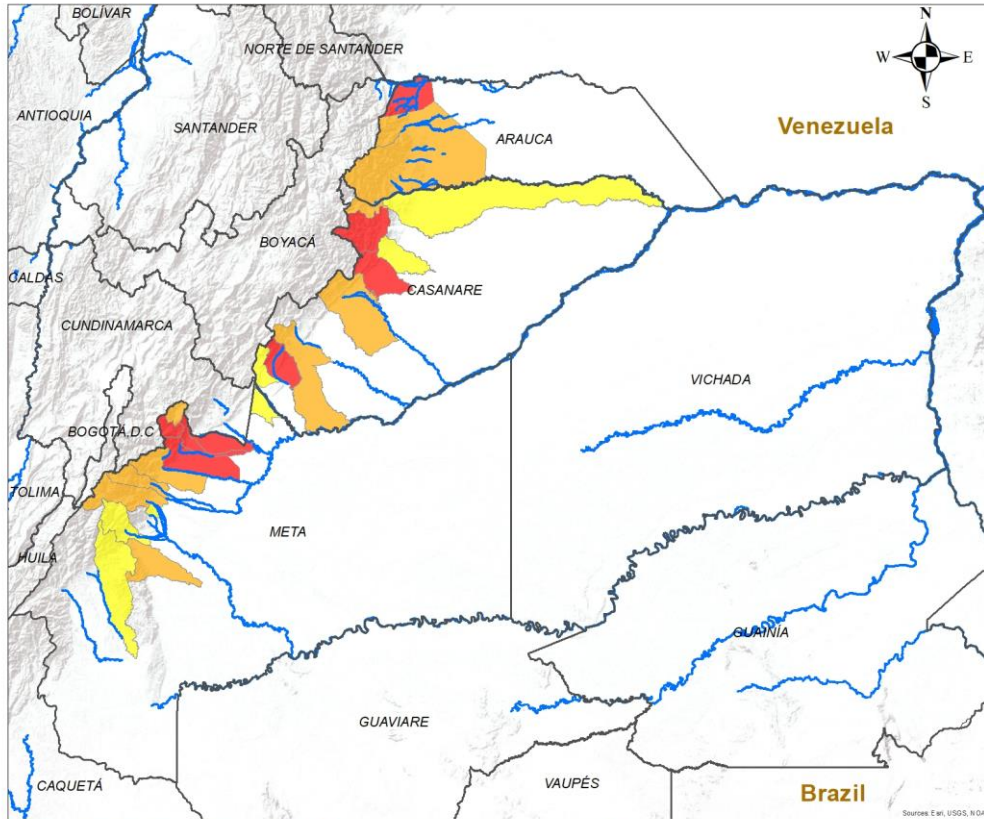 BOLÍVAR
NORTE DE SANTANDER
N
W
E
S
ANTIOQUIA
SANTANDER
ARAUCA
Venezuela
BOYACÁ
CALDAS
CASANARE
CUNDINAMARCA
VICHADA
BOGOTÁ,D.C
TOLIMA
META
HUILA
GUAINÍA
GUAVIARE
CAQUETÁ
VAUPÉS
Brazil
Sources: Esri, USGS, NOA